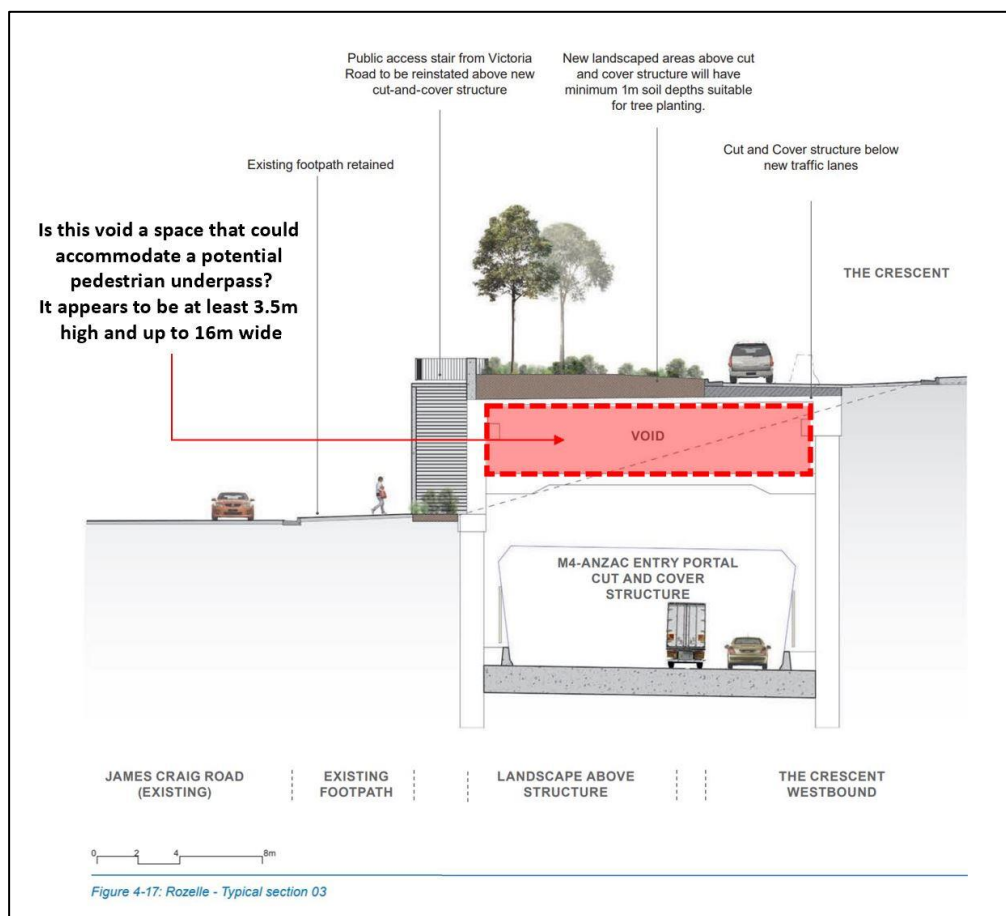 Public access stair from Victoria
Road to be reinstated above new
cut-and-cover structure
New landscaped areas above cut
and cover structure will have
minimum 1m soil depths suitable
for tree planting.
Existing footpath retained
Cut and Cover structure below
new traffic lanes
Is this void a space that could
accommodate a potential
pedestrian underpass?
It appears to be at least 3.5m
high and up to 16m wide
THE CRESCENT
VOID
M4-ANZAC ENTRY PORTAL
CUT AND COVER
STRUCTURE
JAMES CRAIG ROAD
(EXISTING)
EXISTING
FOOTPATH
LANDSCAPE ABOVE
STRUCTURE
THE CRESCENT
WESTBOUND
0 2 4 8m
Figure 4-17: Rozelle - Typical section 03